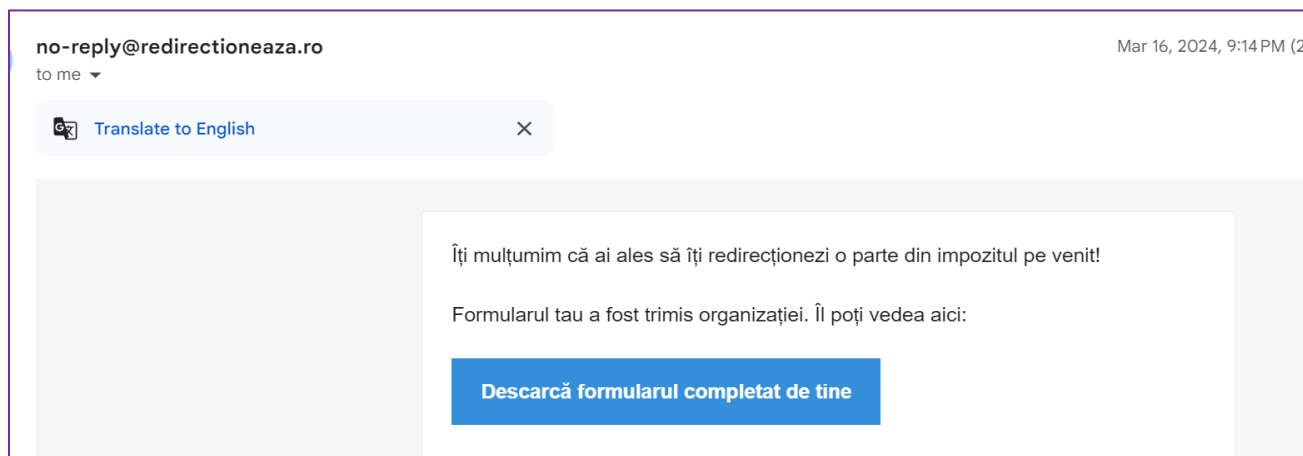 no-reply@redirectioneaza.ro
Mar 16, 2024, 9:14 PM (2
to me
Translate to English
Îți mulțumim că ai ales să îți redirecționezi o parte din impozitul pe venit!
Formularul tau a fost trimis organizației. Îl poți vedea aici:
Descarcă formularul completat de tine